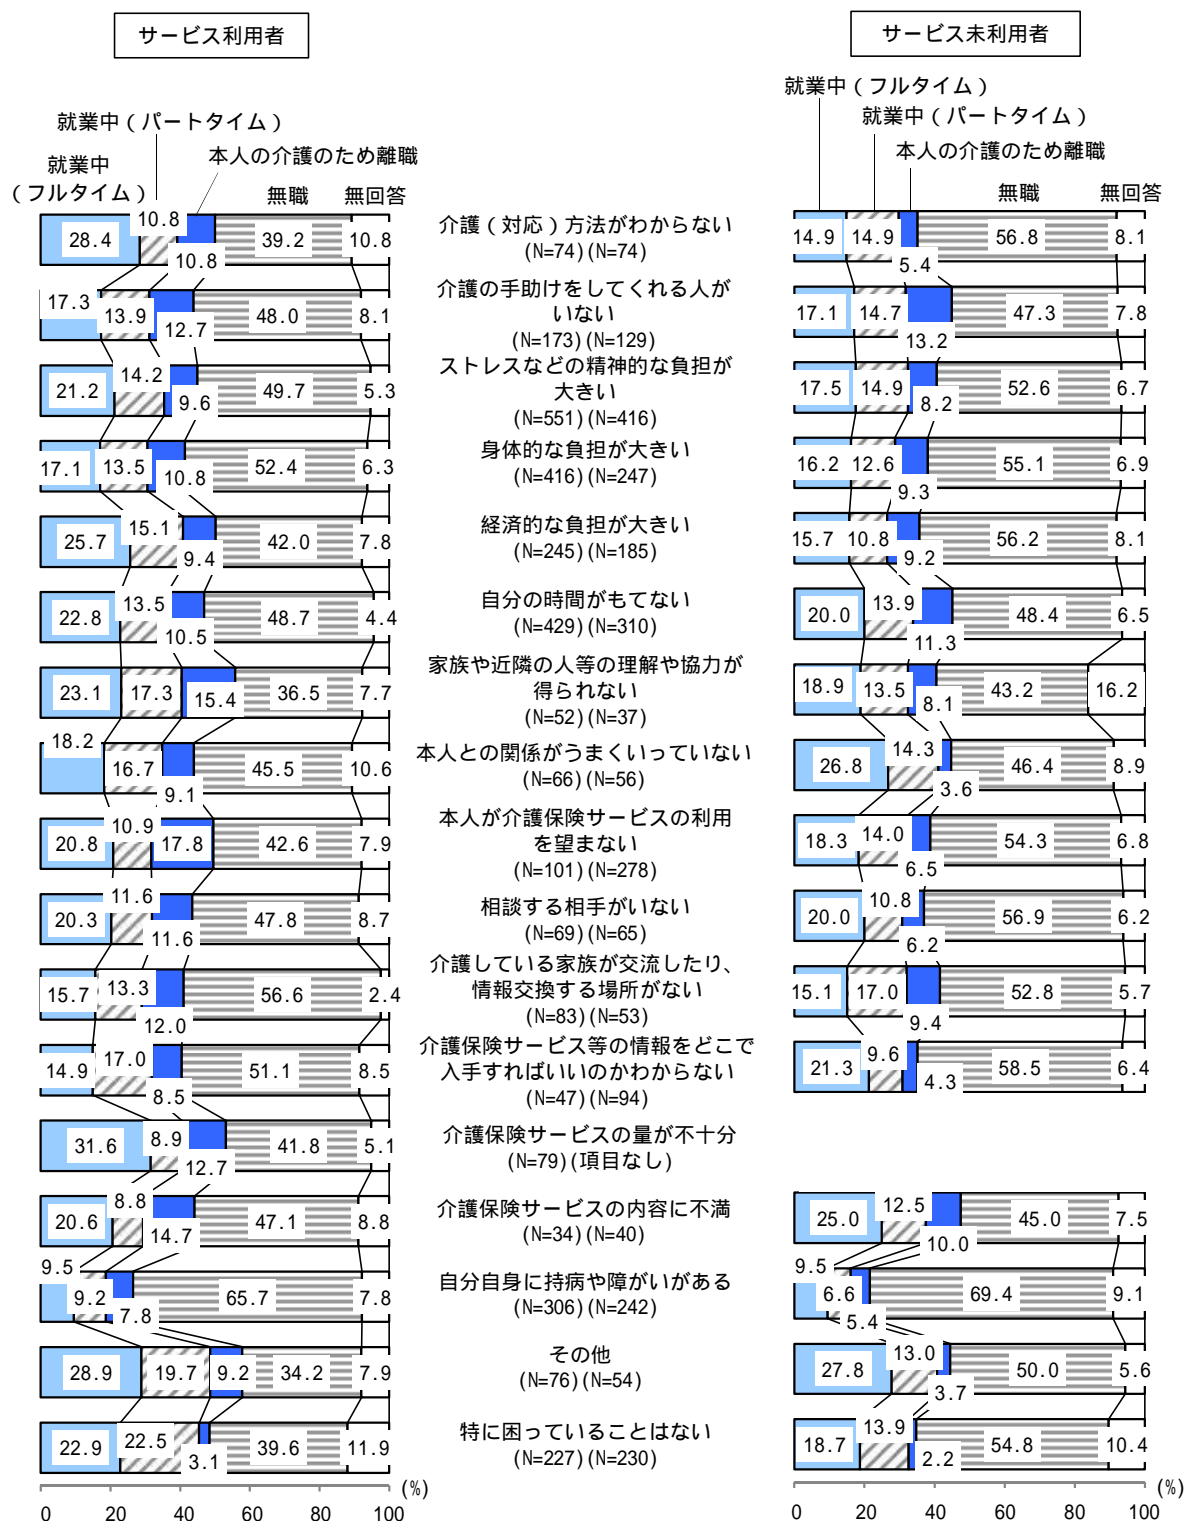 サービス利用者
サービス未利用者
就業中（フルタイム）
就業中（パートタイム）
就業中（パートタイム）
本人の介護のため離職
本人の介護のため離職
就業中
（フルタイム）
無職
無回答
無職
無回答
28.4 10.8 10.8 39.2 10.8
介護（対応）方法がわからない
(N=74)(N=74)
14.9 14.9 5.4 56.8 8.1
17.3 13.9 12.7 48.0 8.1
介護の手助けをしてくれる人が
いない
(N=173)(N=129)
17.1 14.7 13.2 47.3 7.8
21.2 14.2 9.6 49.7 5.3
ストレスなどの精神的な負担が
大きい
(N=551)(N=416)
17.5 14.9 8.2 52.6 6.7
17.1 13.5 10.8 52.4 6.3
身体的な負担が大きい
(N=416)(N=247)
16.2 12.6 9.3 55.1 6.9
25.7 15.1 9.4 42.0 7.8
経済的な負担が大きい
(N=245)(N=185)
15.7 10.8 9.2 56.2 8.1
22.8 13.5 10.5 48.7 4.4
自分の時間がもてない
(N=429)(N=310)
20.0 13.9 11.3 48.4 6.5
23.1 17.3 15.4 36.5 7.7
家族や近隣の人等の理解や協力が
得られない
(N=52)(N=37)
18.9 13.5 8.1 43.2 16.2
18.2 16.7 9.1 45.5 10.6
本人との関係がうまくいっていない
(N=66)(N=56)
26.8 14.3 3.6 46.4 8.9
20.8 10.9 17.8 42.6 7.9
本人が介護保険サービスの利用
を望まない
(N=101)(N=278)
18.3 14.0 6.5 54.3 6.8
20.3 11.6 11.6 47.8 8.7
相談する相手がいない
(N=69)(N=65)
20.0 10.8 6.2 56.9 6.2
15.7 13.3 12.0 56.6 2.4
介護している家族が交流したり、
情報交換する場所がない
(N=83)(N=53)
15.1 17.0 9.4 52.8 5.7
14.9 17.0 8.5 51.1 8.5
介護保険サービス等の情報をどこで
入手すればいいのかわからない
(N=47)(N=94)
21.3 9.6 4.3 58.5 6.4
31.6 8.9 12.7 41.8 5.1
介護保険サービスの量が不十分
(N=79)(項目なし)
20.6 8.8 14.7 47.1 8.8
介護保険サービスの内容に不満
(N=34)(N=40)
25.0 12.5 10.0 45.0 7.5
9.5 9.2 7.8 65.7 7.8
自分自身に持病や障がいがある
(N=306)(N=242)
9.5 6.6 5.4 69.4 9.1
28.9 19.7 9.2 34.2 7.9
その他
(N=76)(N=54)
27.8 13.0 3.7 50.0 5.6
22.9 22.5 3.1 39.6 11.9
特に困っていることはない
(N=227)(N=230)
18.7 13.9 2.2 54.8 10.4
0 20 40 60 80 100 (%)
0 20 40 60 80 100 (%)